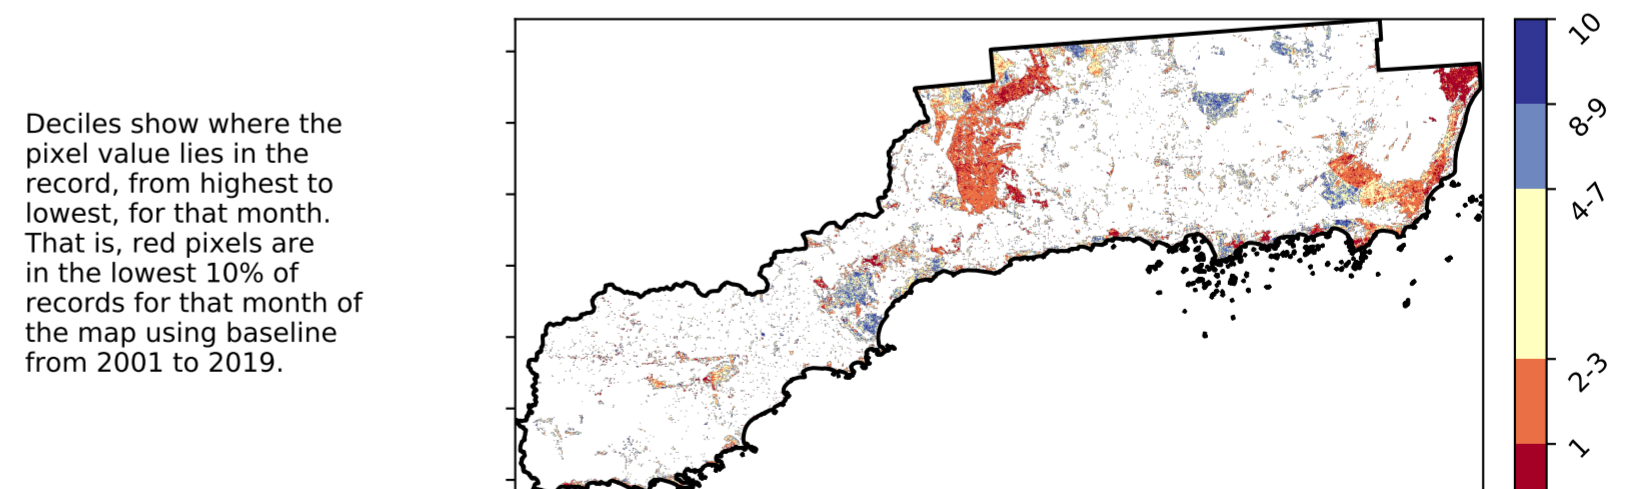 Deciles show where the
pixel value lies in the
record, from highest to
lowest, for that month.
That is, red pixels are
in the lowest 10% of
records for that month of
the map using baseline
from 2001 to 2019.
10
8-9
4-7
2-3
1